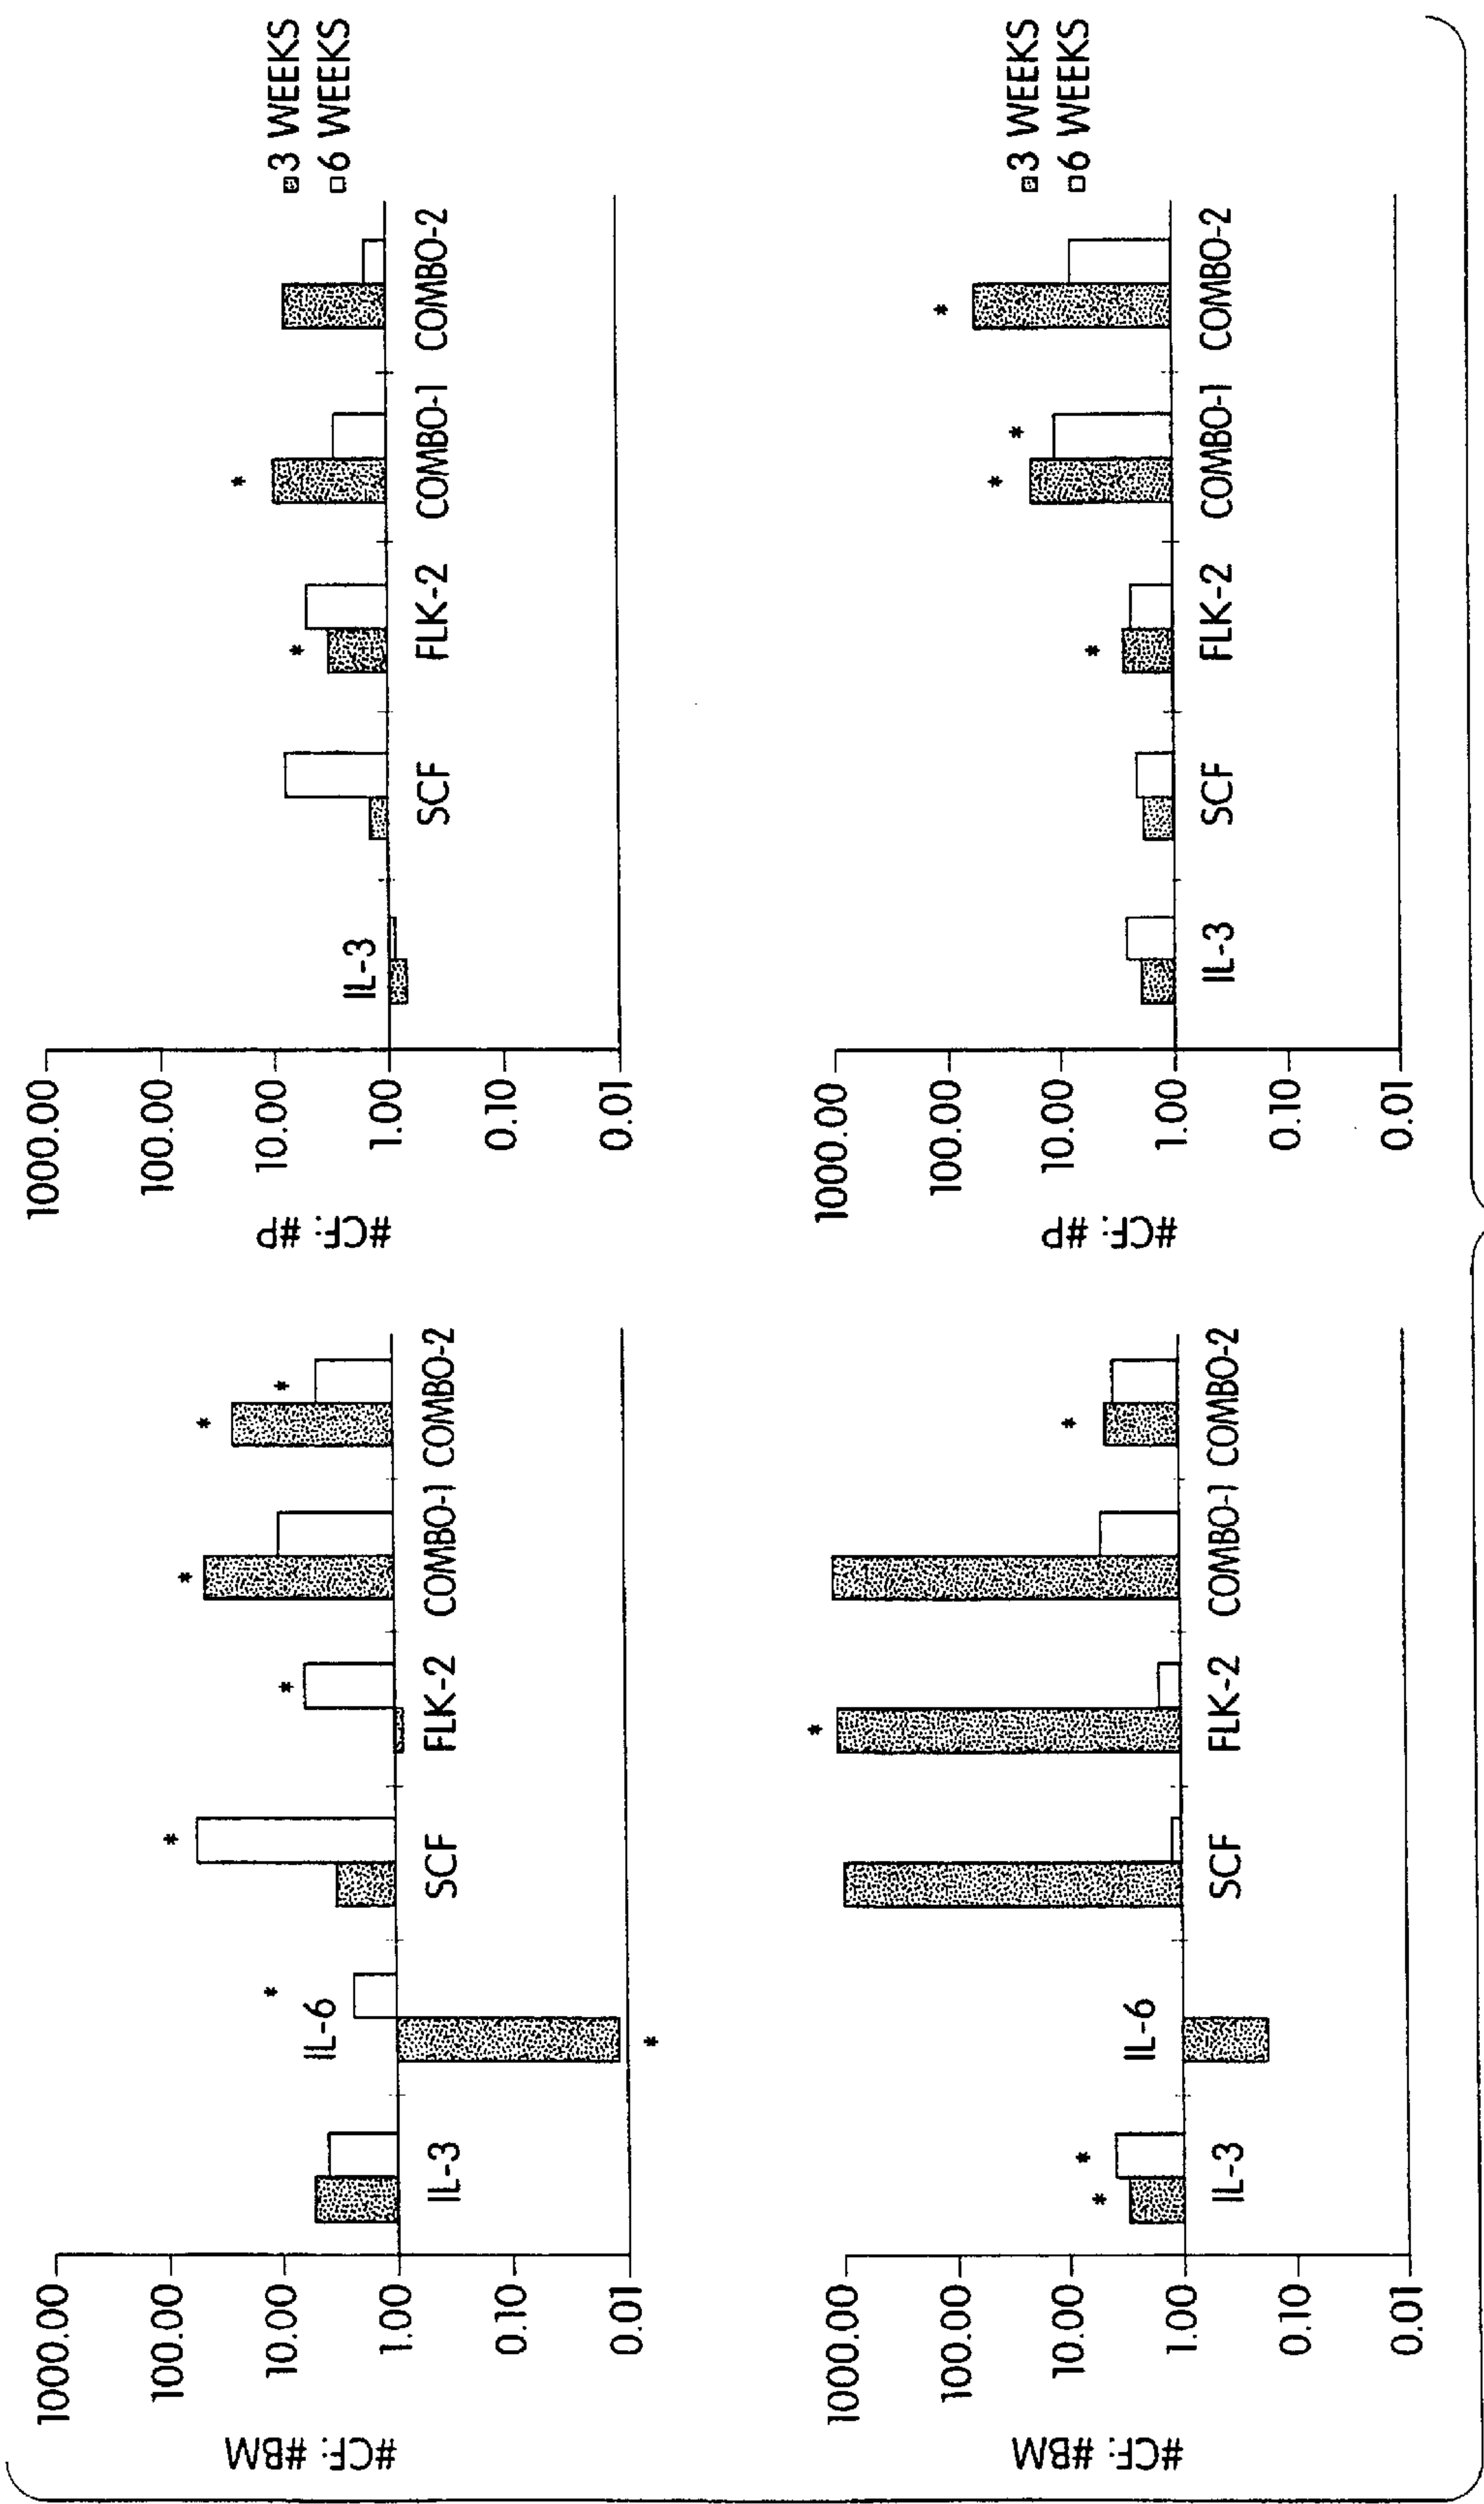 #CF: #BM
1000.00
100.00
10.00
1.00
0.10
0.01
IL-3
IL-6
SCF
FLK-2
COMBO-1
COMBO-2
*
*
*
*
*
*
*
#CF: #P
1000.00
100.00
10.00
1.00
0.10
0.01
IL-3
SCF
FLK-2
COMBO-1
COMBO-2
*
*
3 WEEKS
6 WEEKS
#CF: #BM
1000.00
100.00
10.00
1.00
0.10
0.01
IL-3
IL-6
SCF
FLK-2
COMBO-1
COMBO-2
*
*
*
*
#CF: #P
1000.00
100.00
10.00
1.00
0.10
0.01
IL-3
SCF
FLK-2
COMBO-1
COMBO-2
*
*
*
*
3 WEEKS
6 WEEKS